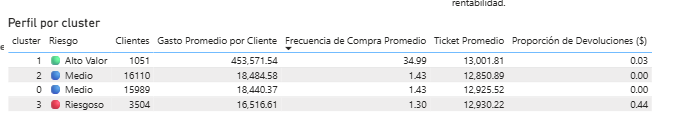 rentabilidad.
Perfil por cluster
cluster Riesgo Clientes Gasto Promedio por Cliente Frecuencia de Compra Promedio Ticket Promedio Proporción de Devoluciones ($)
1 Alto Valor 1051 453,571.54 34.99 13,001.81 0.03
2 Medio 16110 18,484.58 1.43 12,850.89 0.00
0 Medio 15989 18,440.37 1.43 12,925.52 0.00
3 Riesgoso 3504 16,516.61 1.30 12,930.22 0.44